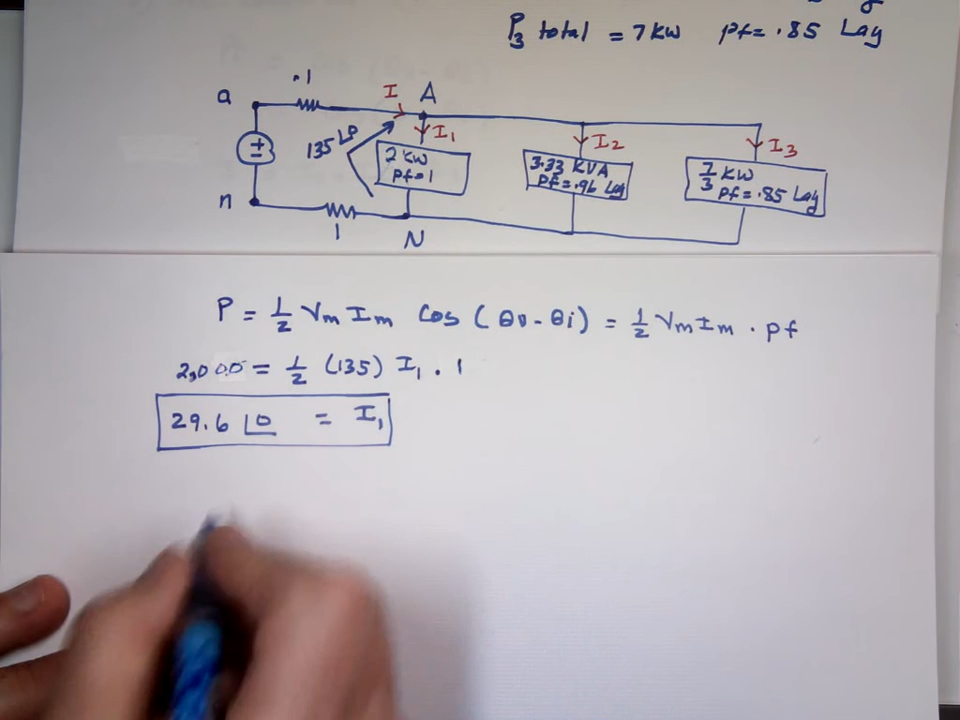 P3 total = 7 KW pf = .85 Lag
.1
I
A
a
135 ∠0
I1
I2
I3
2 KW
pf = 1
3.33 KVA
pf = .96 Lag
7/3 KW
pf = .85 Lag
n
1
N
P = 1/2 Vm Im Cos (θv - θi) = 1/2 Vm Im . pf
2,000 = 1/2 (135) I1 . 1
29.6 ∠0 = I1